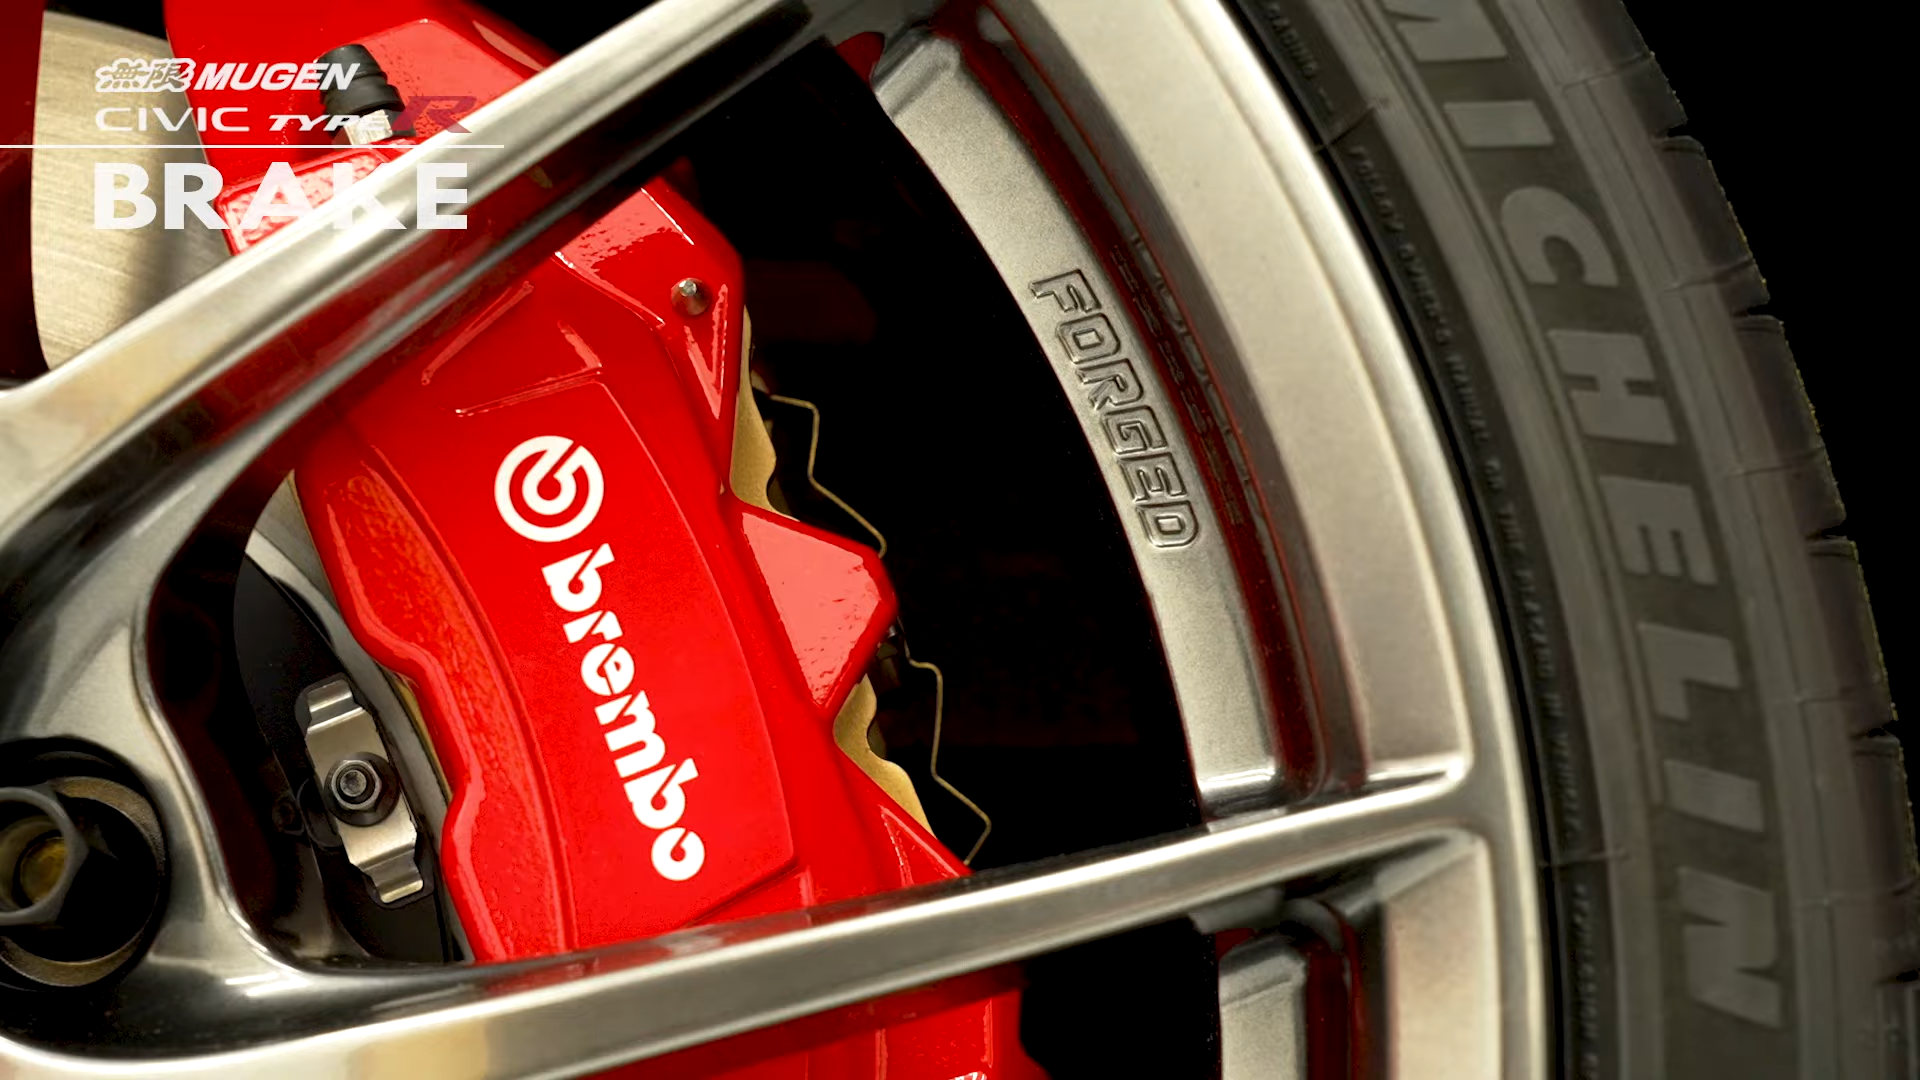 無限 MUGEN
CIVIC TYPE R
BRAKE
brembo
FORGED
MICHELIN